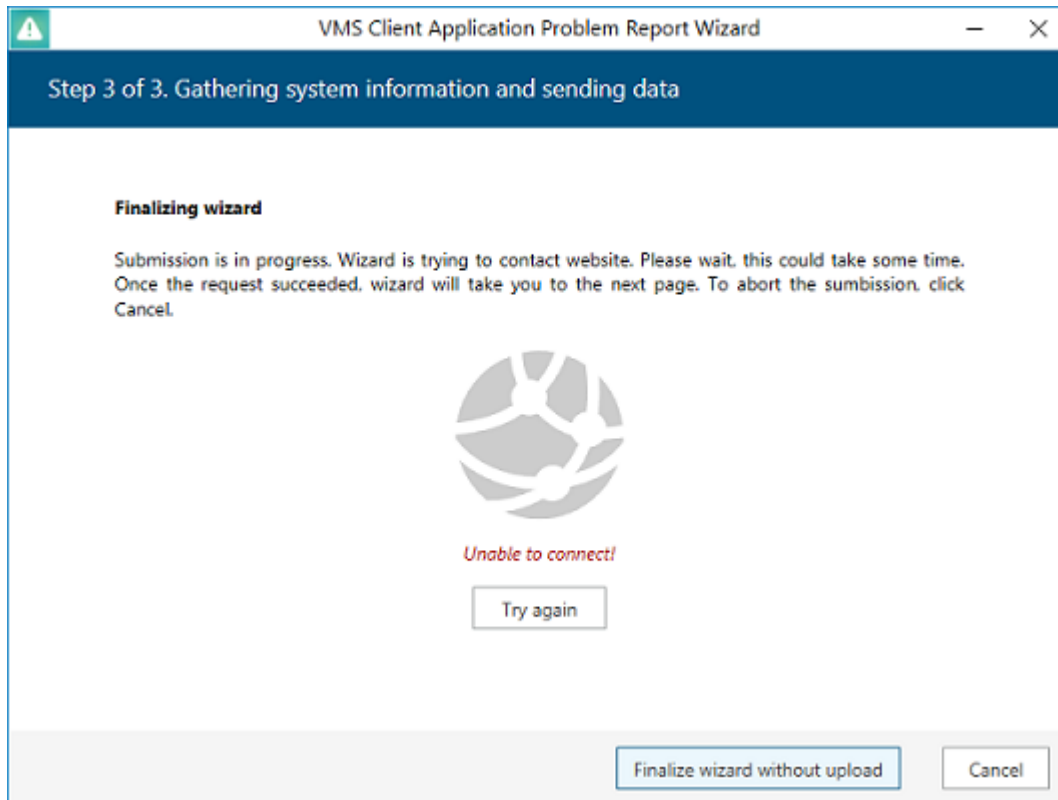 VMS Client Application Problem Report Wizard
Step 3 of 3. Gathering system information and sending data
Finalizing wizard
Submission is in progress. Wizard is trying to contact website. Please wait, this could take some time.
Once the request succeeded, wizard will take you to the next page. To abort the sumbission, click
Cancel.
Unable to connect!
Try again
Finalize wizard without upload
Cancel